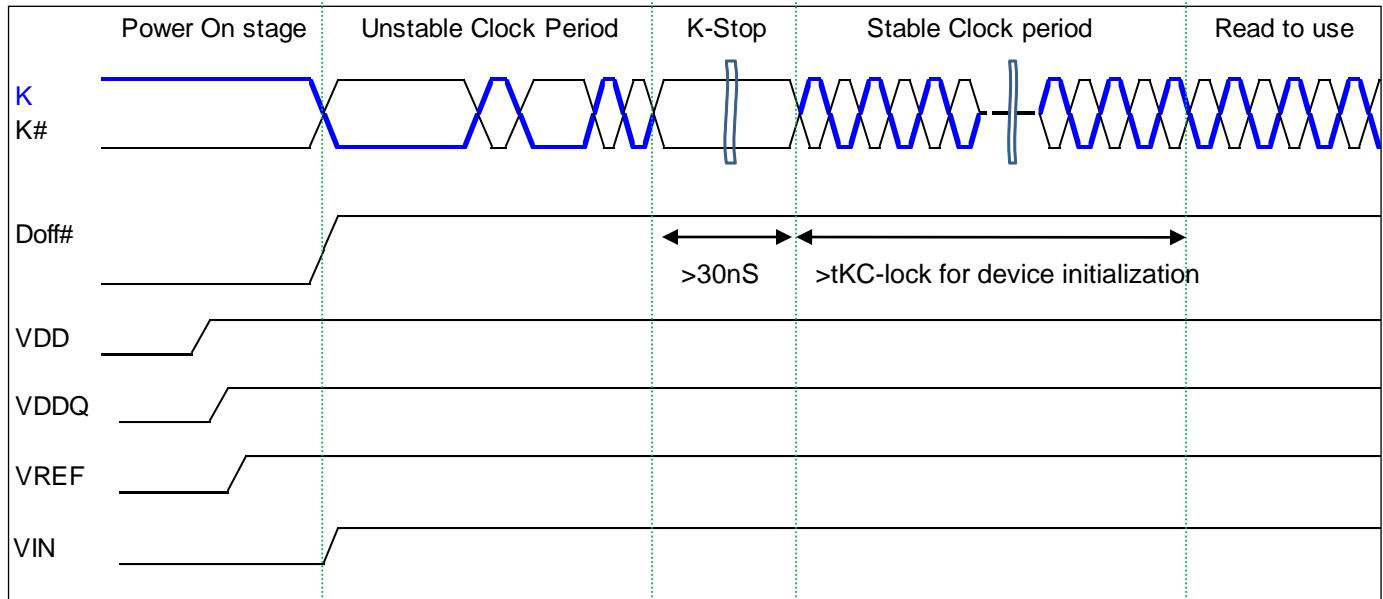 Power On stage Unstable Clock Period K-Stop Stable Clock period Read to use
K
K#
Doff#
>30nS >tKC-lock for device initialization
VDD
VDDQ
VREF
VIN